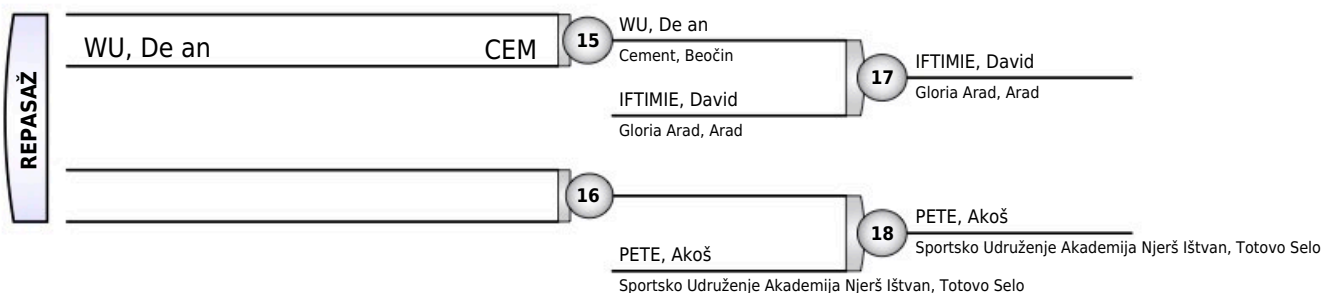 REPASAŽ
WU, De an CEM
15
WU, De an
Cement, Beočin
IFTIMIE, David
Gloria Arad, Arad
17
IFTIMIE, David
Gloria Arad, Arad
16
PETE, Akoš
Sportsko Udruženje Akademija Njerš Ištvan, Totovo Selo
18
PETE, Akoš
Sportsko Udruženje Akademija Njerš Ištvan, Totovo Selo